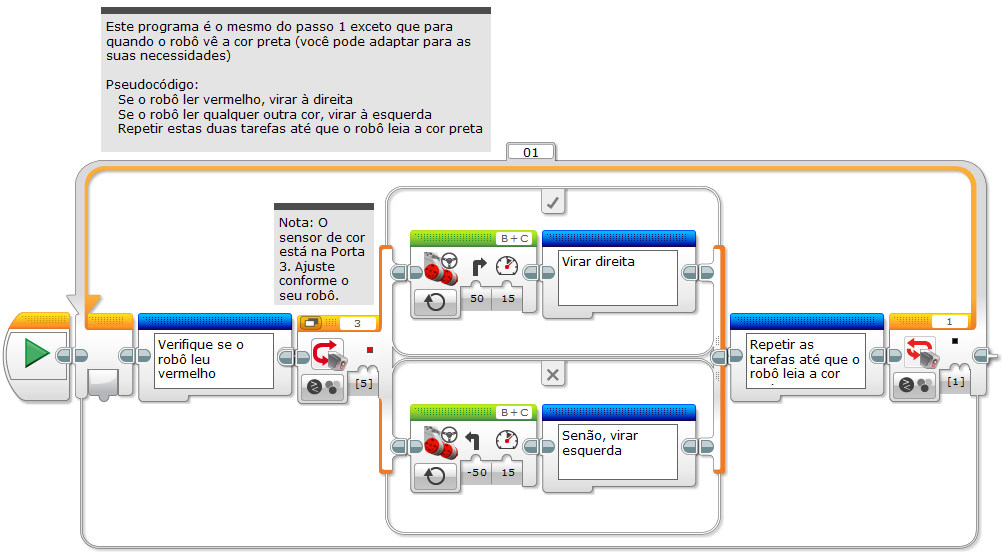 Este programa é o mesmo do passo 1 exceto que para
quando o robô vê a cor preta (você pode adaptar para as
suas necessidades)
Pseudocódigo:
Se o robô ler vermelho, virar à direita
Se o robô ler qualquer outra cor, virar à esquerda
Repetir estas duas tarefas até que o robô leia a cor preta
01
Nota: O
sensor de cor
está na Porta
3. Ajuste
conforme o
seu robô.
B + C
50 15
Virar direita
Verifique se o
robô leu
vermelho
3
[5]
B + C
-50 15
Senão, virar
esquerda
Repetir as
tarefas até que o
robô leia a cor
1
[1]